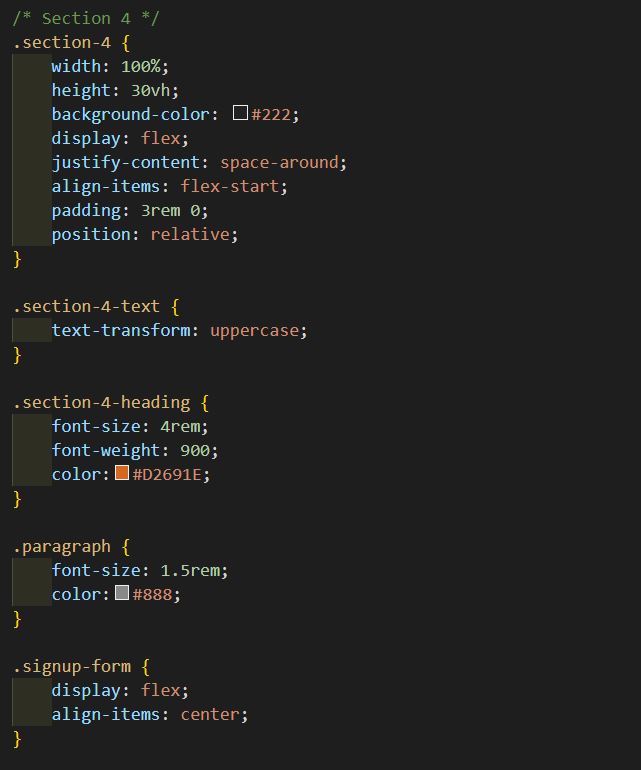 /* Section 4 */
.section-4 {
    width: 100%;
    height: 30vh;
    background-color: #222;
    display: flex;
    justify-content: space-around;
    align-items: flex-start;
    padding: 3rem 0;
    position: relative;
}

.section-4-text {
    text-transform: uppercase;
}

.section-4-heading {
    font-size: 4rem;
    font-weight: 900;
    color: #D2691E;
}

.paragraph {
    font-size: 1.5rem;
    color: #888;
}

.signup-form {
    display: flex;
    align-items: center;
}